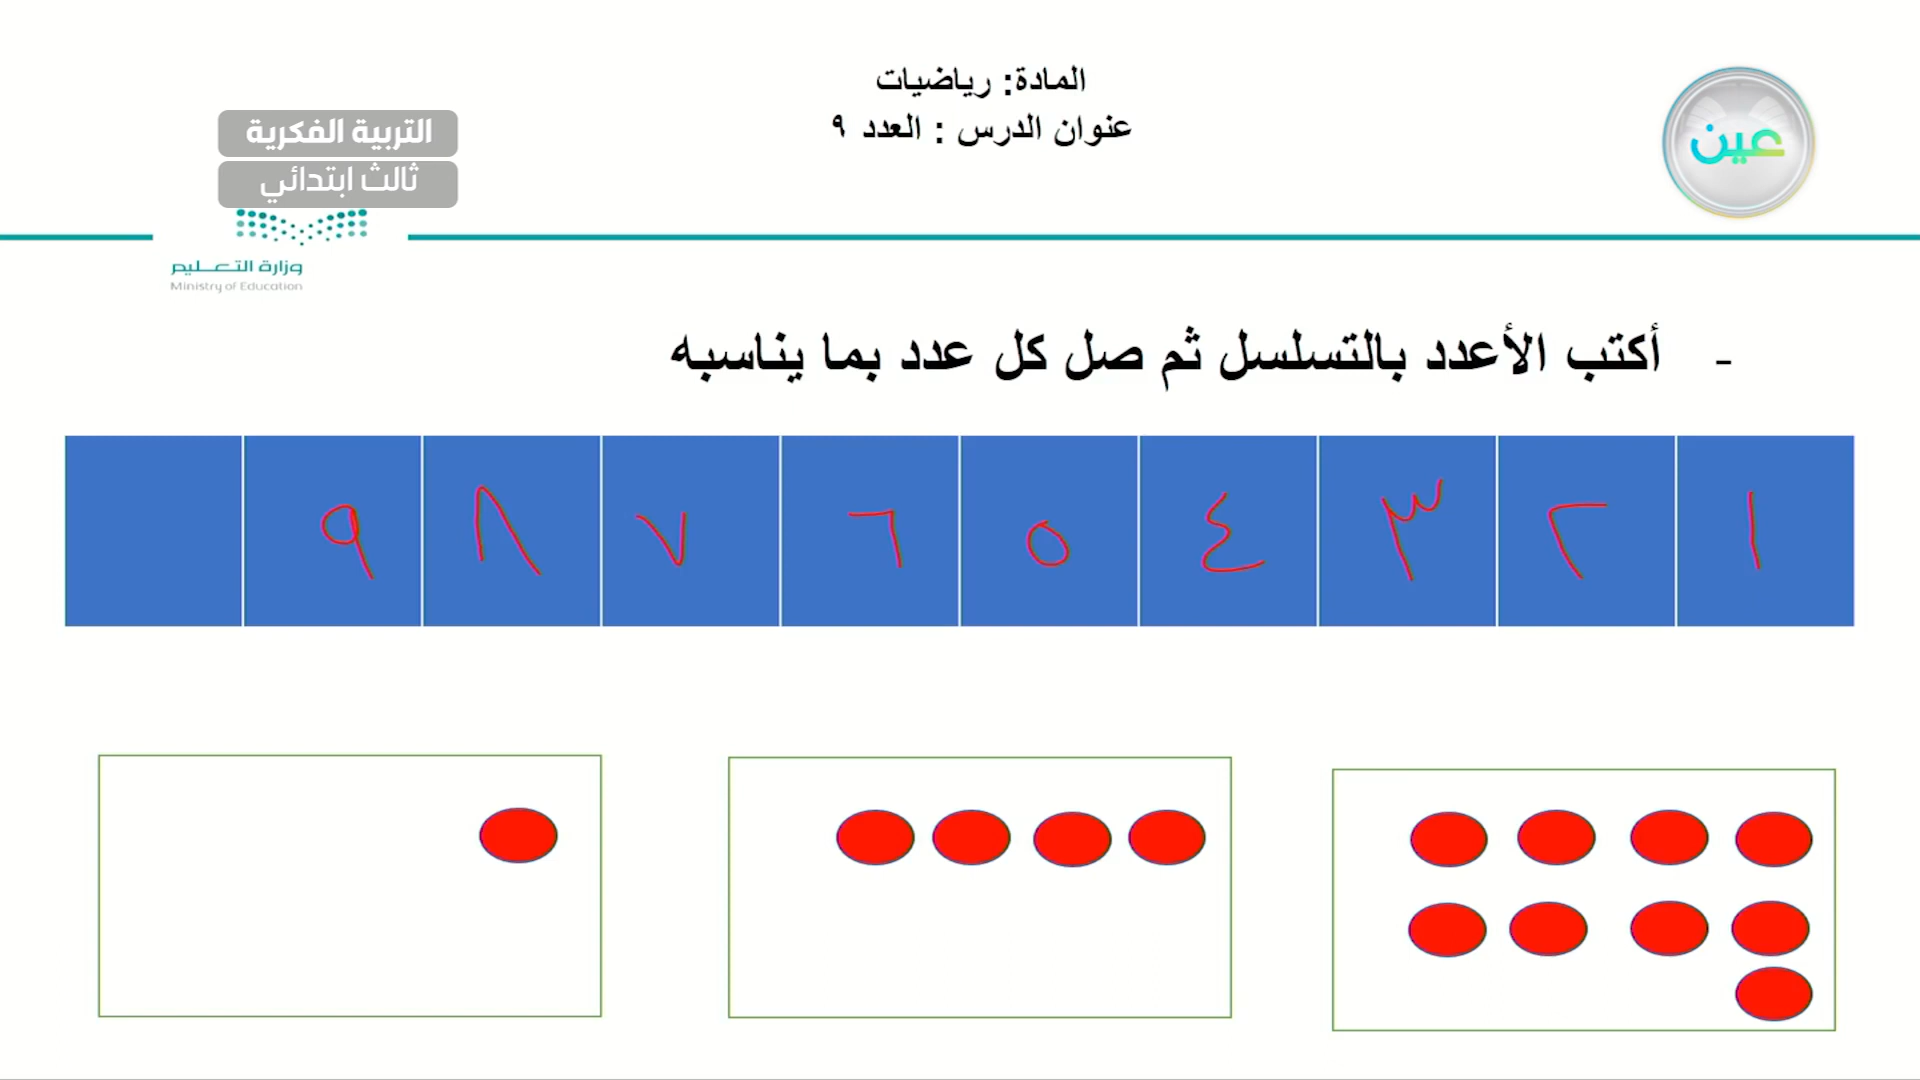 المادة: رياضيات
عنوان الدرس : العدد ٩
عين
التربية الفكرية
ثالث ابتدائي
وزارة التعليم
Ministry of Education
- أكتب الأعدد بالتسلسل ثم صل كل عدد بما يناسبه
١ ٢ ٣ ٤ ٥ ٦ ٧ ٨ ٩